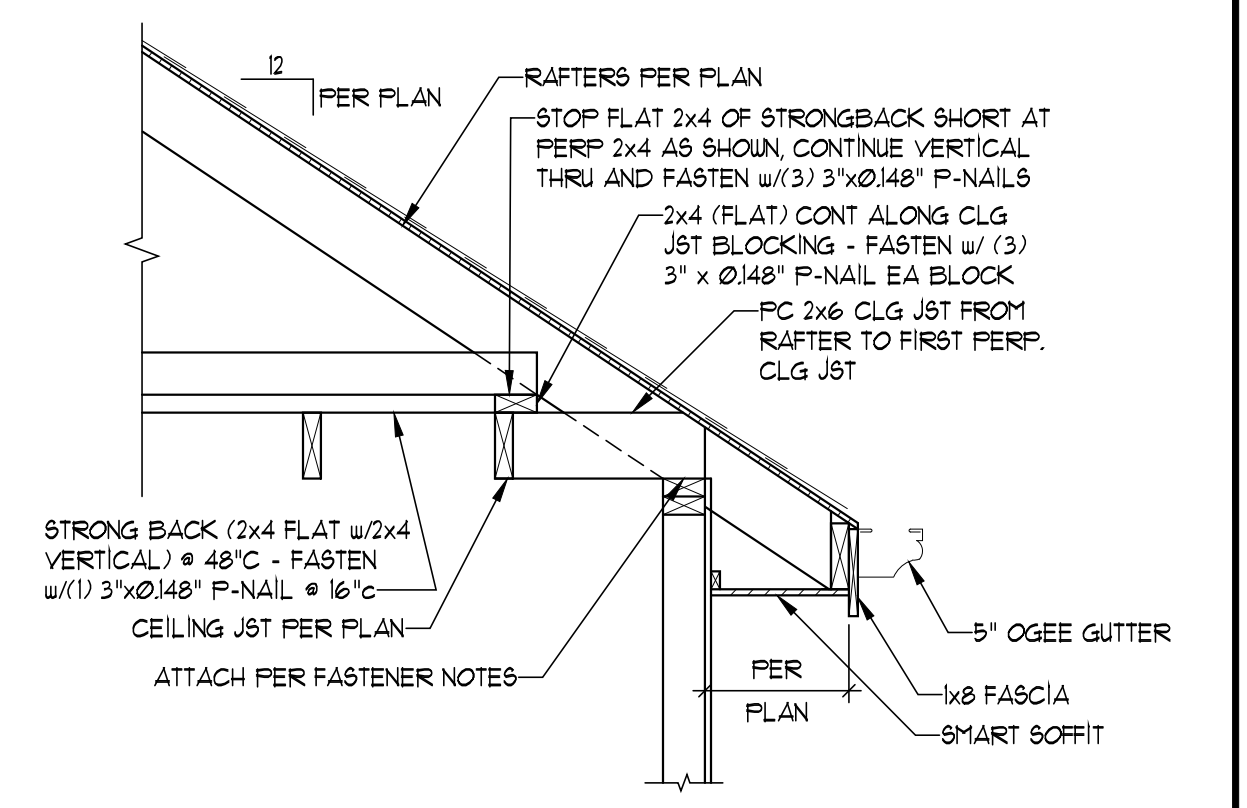 12
PER PLAN
RAFTERS PER PLAN
STOP FLAT 2x4 OF STRONGBACK SHORT AT
PERP 2x4 AS SHOWN, CONTINUE VERTICAL
THRU AND FASTEN w/(3) 3"xØ.148" P-NAILS
2x4 (FLAT) CONT ALONG CLG
JST BLOCKING - FASTEN w/ (3)
3" x Ø.148" P-NAIL EA BLOCK
PC 2x6 CLG JST FROM
RAFTER TO FIRST PERP.
CLG JST
STRONG BACK (2x4 FLAT w/2x4
VERTICAL) @ 48"C - FASTEN
w/(1) 3"xØ.148" P-NAIL @ 16"c
CEILING JST PER PLAN
ATTACH PER FASTENER NOTES
5" OGEE GUTTER
PER
PLAN
1x8 FASCIA
SMART SOFFIT